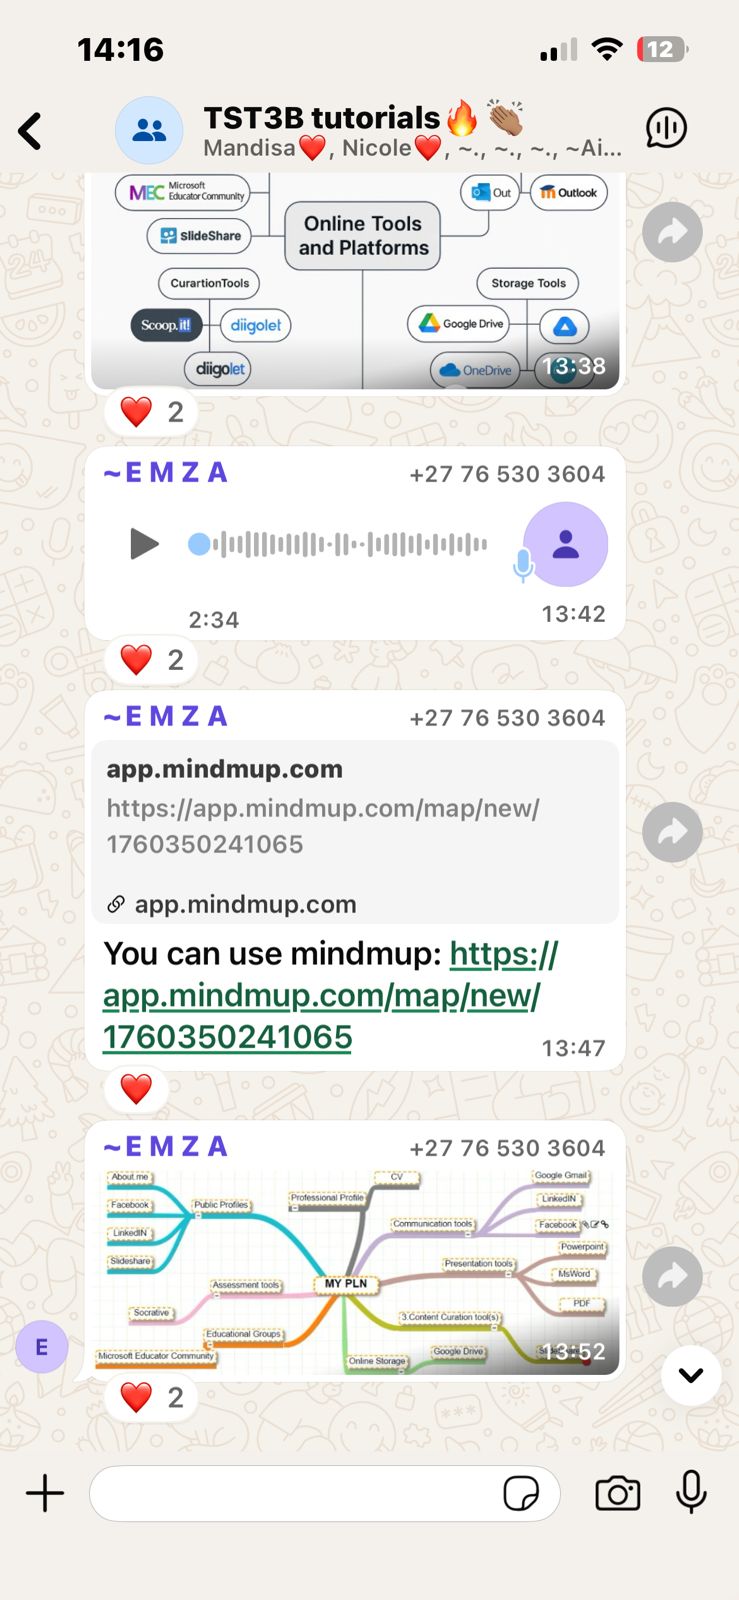 14:16
12
TST3B tutorials🔥👏🏽
Mandisa❤️, Nicole❤️, ~., ~., ~., ~Ai...
MEC Microsoft Educator Community
Out
Outlook
slideShare
Online Tools
and Platforms
CurartionTools
Storage Tools
Scoop.it!
diigolet
Google Drive
diigolet
OneDrive
13:38
❤️ 2
~E M Z A
+27 76 530 3604
2:34
13:42
❤️ 2
~E M Z A
+27 76 530 3604
app.mindmup.com
https://app.mindmup.com/map/new/
1760350241065
app.mindmup.com
You can use mindmup: https://
app.mindmup.com/map/new/
1760350241065
13:47
❤️
~E M Z A
+27 76 530 3604
About me
CV
Google Gmail
Facebook
Public Profiles
Professional Profile
LinkedIN
LinkedIN
Communication tools
Facebook
Slideshare
Presentation tools
Powerpoint
Assessment tools
MY PLN
MsWord
Socrative
PDF
3.Content Curation tool(s)
Educational Groups
Microsoft Educator Community
Online Storage
Google Drive
13:52
E
❤️ 2